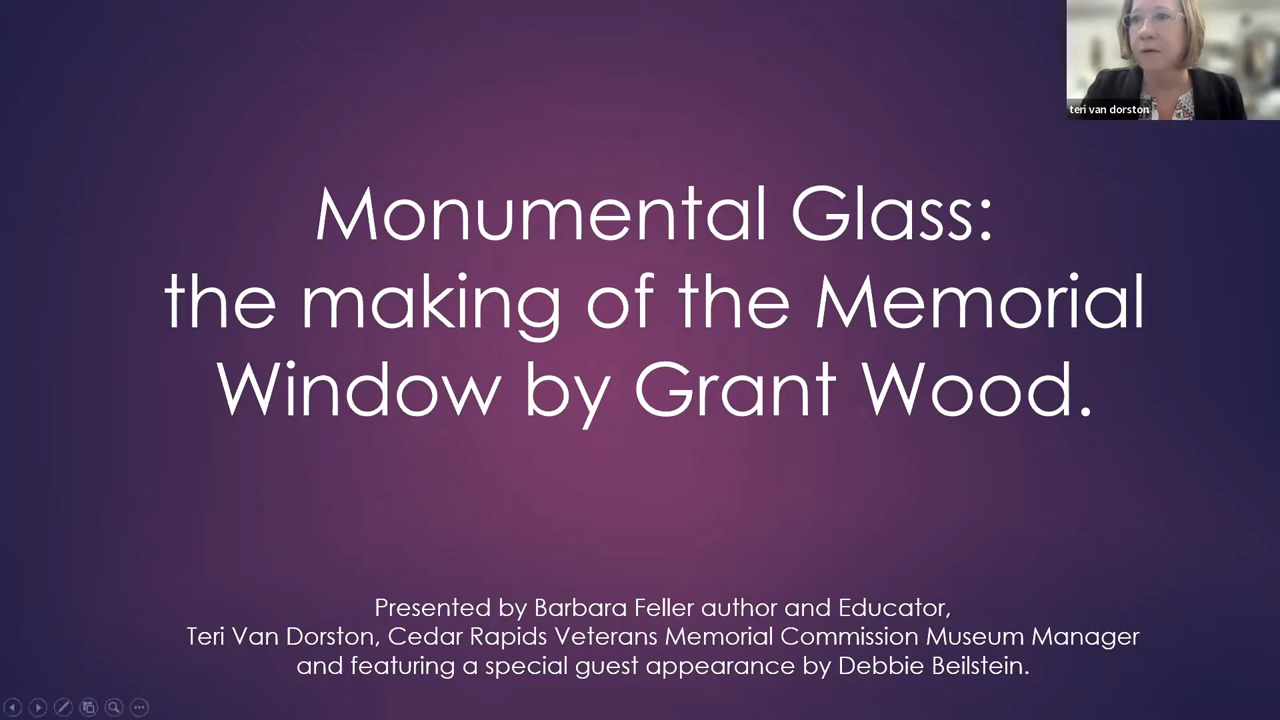 teri van dorston
Monumental Glass:
the making of the Memorial
Window by Grant Wood.
Presented by Barbara Feller author and Educator,
Teri Van Dorston, Cedar Rapids Veterans Memorial Commission Museum Manager
and featuring a special guest appearance by Debbie Beilstein.